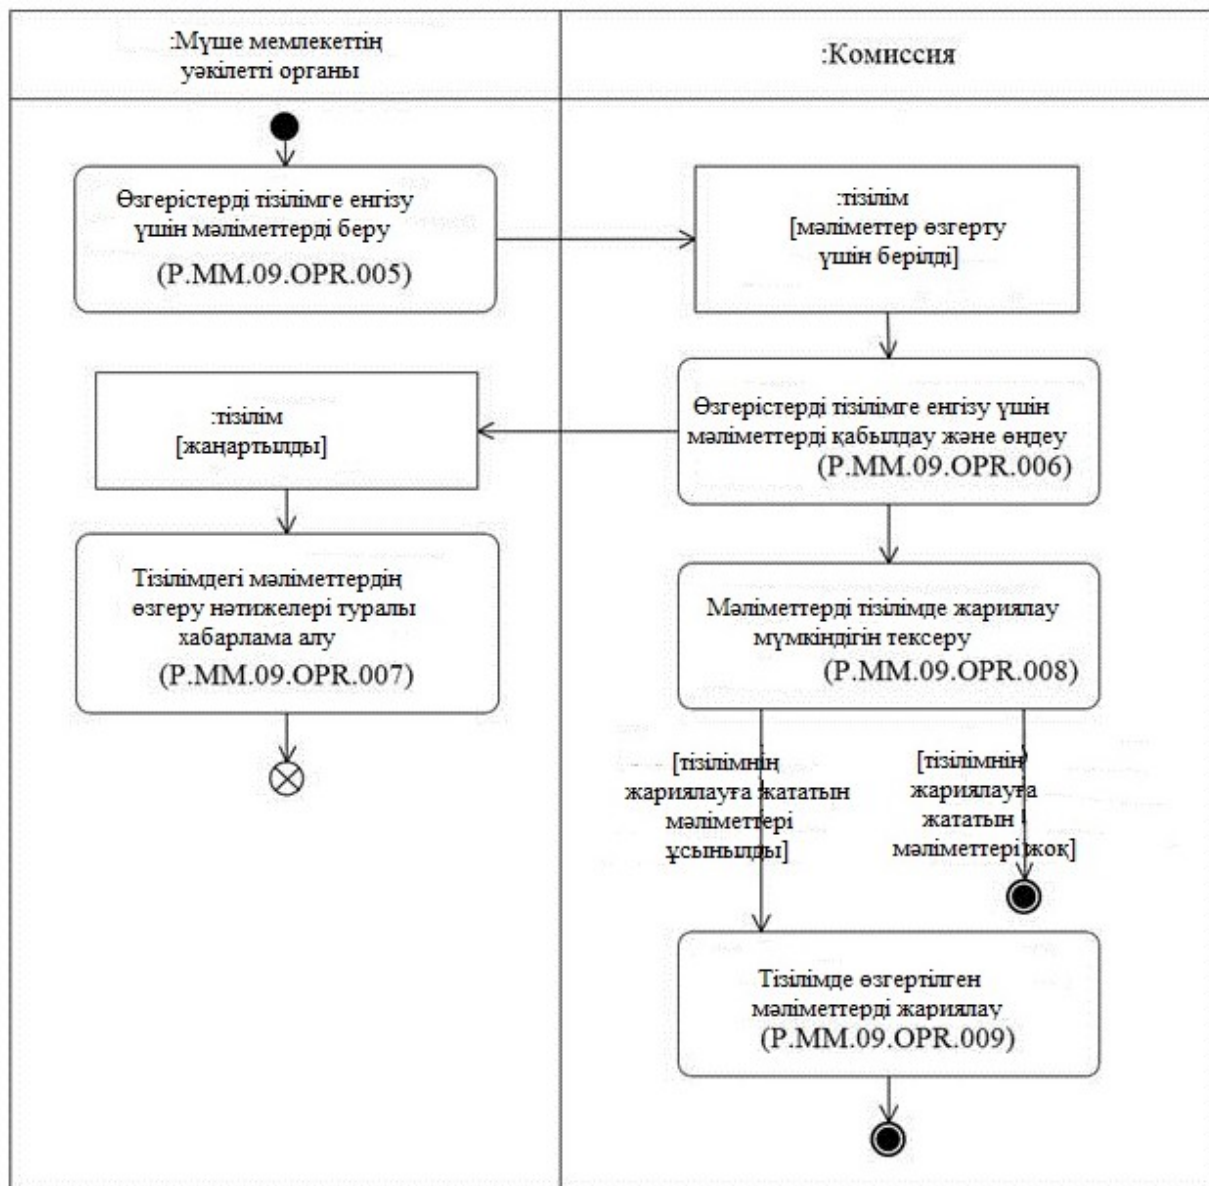 :Мүше мемлекеттің
уәкілетті органы
:Комиссия
Өзгерістерді тізілімге енгізу
үшін мәліметтерді беру
(P.MM.09.OPR.005)
:тізілім
[мәліметтер өзгерту
үшін берілді]
:тізілім
[жаңартылды]
Өзгерістерді тізілімге енгізу үшін
мәліметтерді қабылдау және өңдеу
(P.MM.09.OPR.006)
Тізілімдегі мәліметтердің
өзгеру нәтижелері туралы
хабарлама алу
(P.MM.09.OPR.007)
Мәліметтерді тізілімде жариялау
мүмкіндігін тексеру
(P.MM.09.OPR.008)
[тізілімнің
жариялауға жататын
мәліметтері
ұсынылды]
[тізілімнің
жариялауға
жататын
мәліметтері жоқ]
Тізілімде өзгертілген
мәліметтерді жариялау
(P.MM.09.OPR.009)